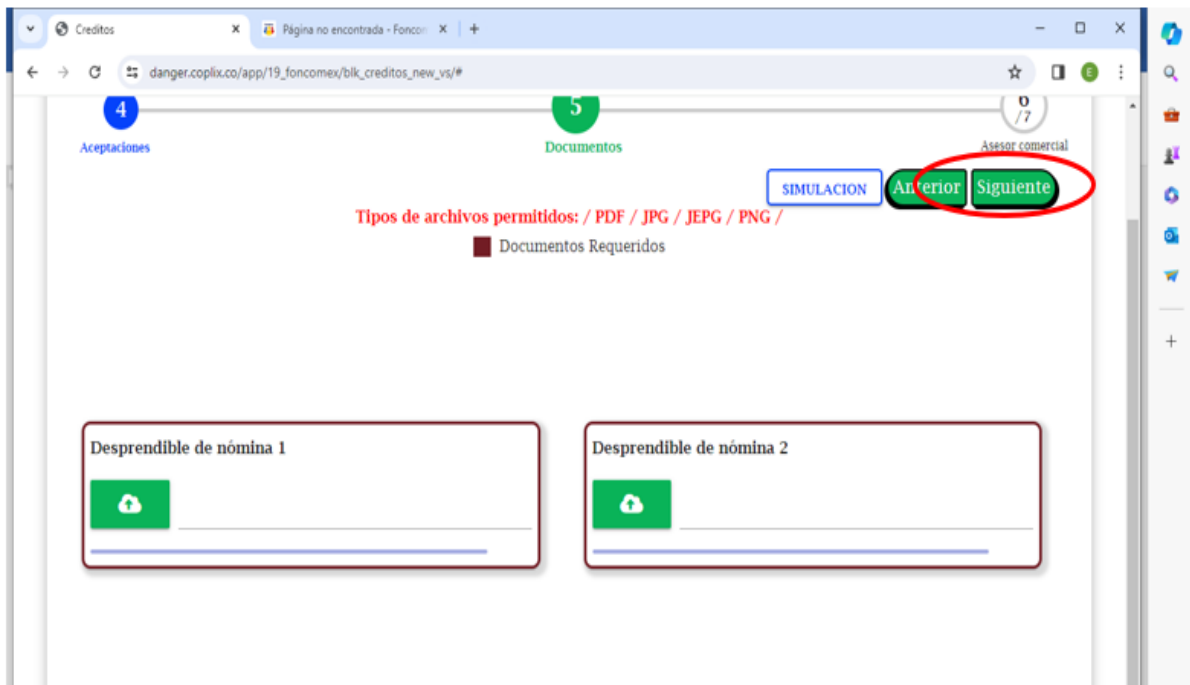 Creditos
Página no encontrada - Foncon
danger.coplix.co/app/19_foncomex/blk_creditos_new_vs/#
E
4
5
6
/7
Aceptaciones
Documentos
Asesor comercial
SIMULACION
Anterior
Siguiente
Tipos de archivos permitidos: / PDF / JPG / JEPG / PNG /
Documentos Requeridos
Desprendible de nómina 1
Desprendible de nómina 2